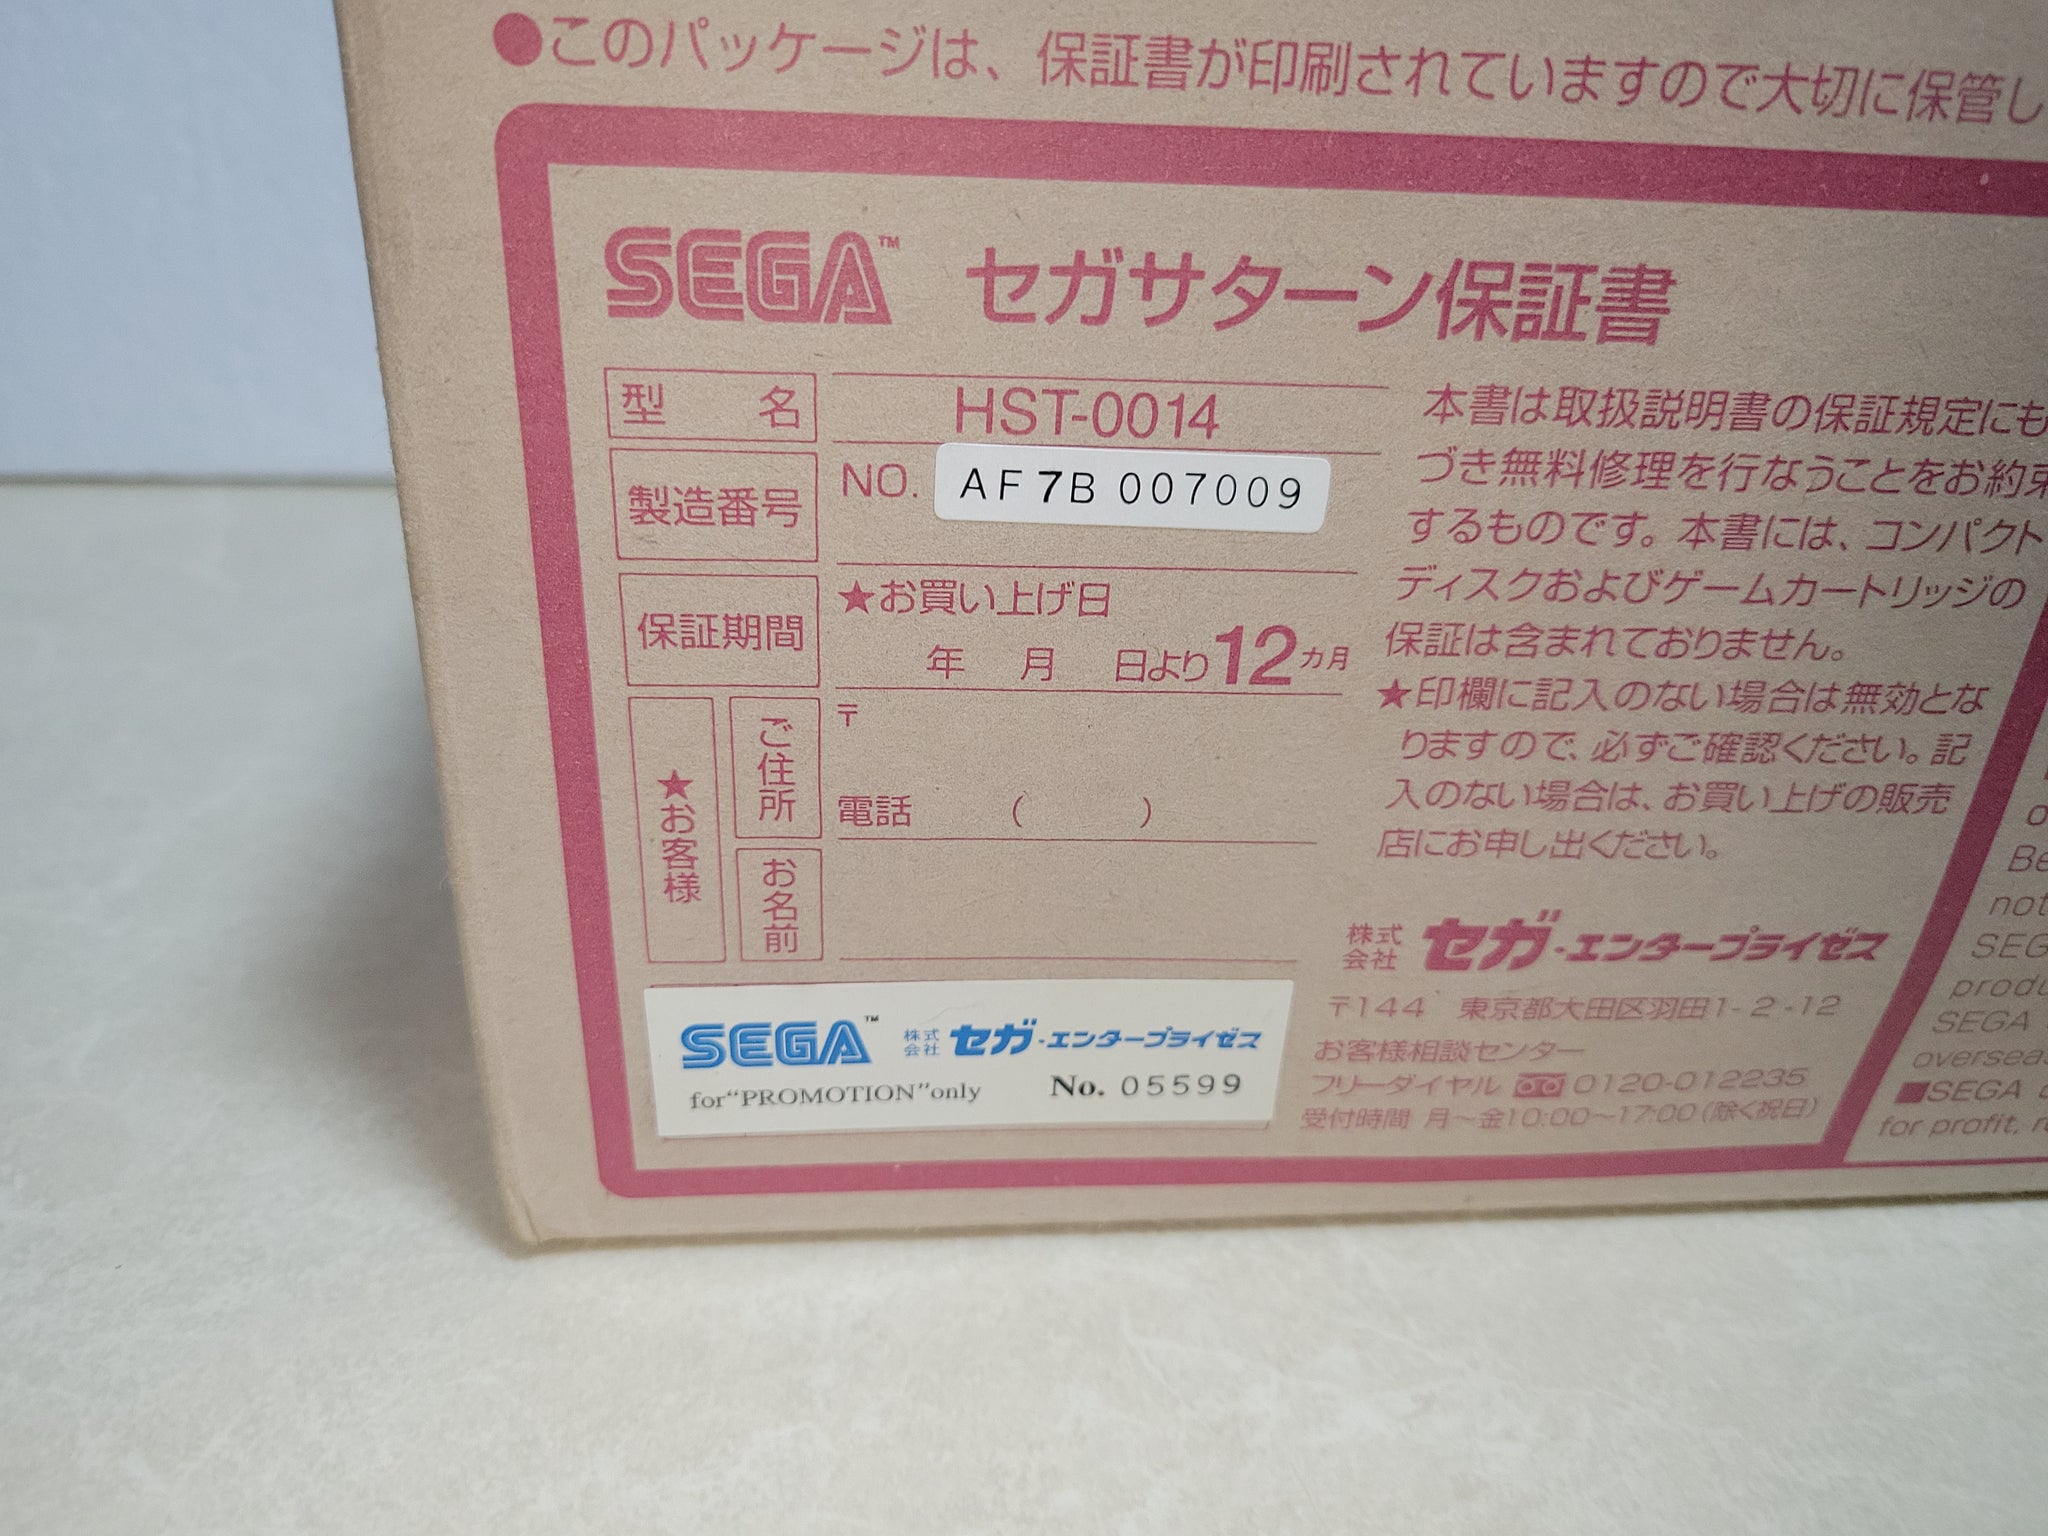 ●このパッケージは、保証書が印刷されていますので大切に保管し
SEGA™ セガサターン保証書
型名 HST-0014
製造番号 NO. AF7B 007009
保証期間 ★お買い上げ日
年 月 日より12カ月
★お客様
ご住所 〒
電話 ( )
お名前
本書は取扱説明書の保証規定にも
づき無料修理を行なうことをお約束
するものです。本書には、コンパクト
ディスクおよびゲームカートリッジの
保証は含まれておりません。
★印欄に記入のない場合は無効とな
りますので、必ずご確認ください。記
入のない場合は、お買い上げの販売
店にお申し出ください。
株式会社 セガ・エンタープライゼス
〒144 東京都大田区羽田1-2-12
お客様相談センター
フリーダイヤル 0120-012235
受付時間 月～金10:00～17:00(除く祝日)
SEGA™ 株式会社 セガ・エンタープライゼス
for“PROMOTION”only No. 05599
Be
not
SEG
produ
SEGA
overseas
■SEGA
for profit, r